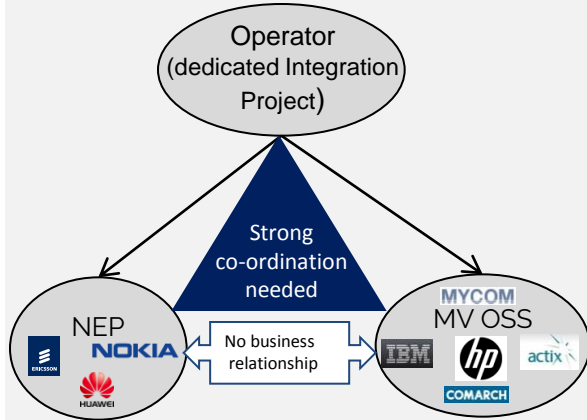 Operator
(dedicated Integration
Project)
Strong
co-ordination
needed
NEP
ERICSSON
NOKIA
HUAWEI
No business
relationship
MYCOM
MV OSS
IBM
hp
actix
COMARCH